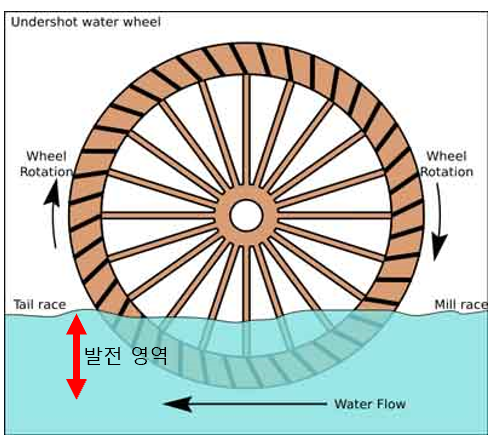 Undershot water wheel
Wheel
Rotation
Wheel
Rotation
Tail race
Mill race
발전 영역
Water Flow